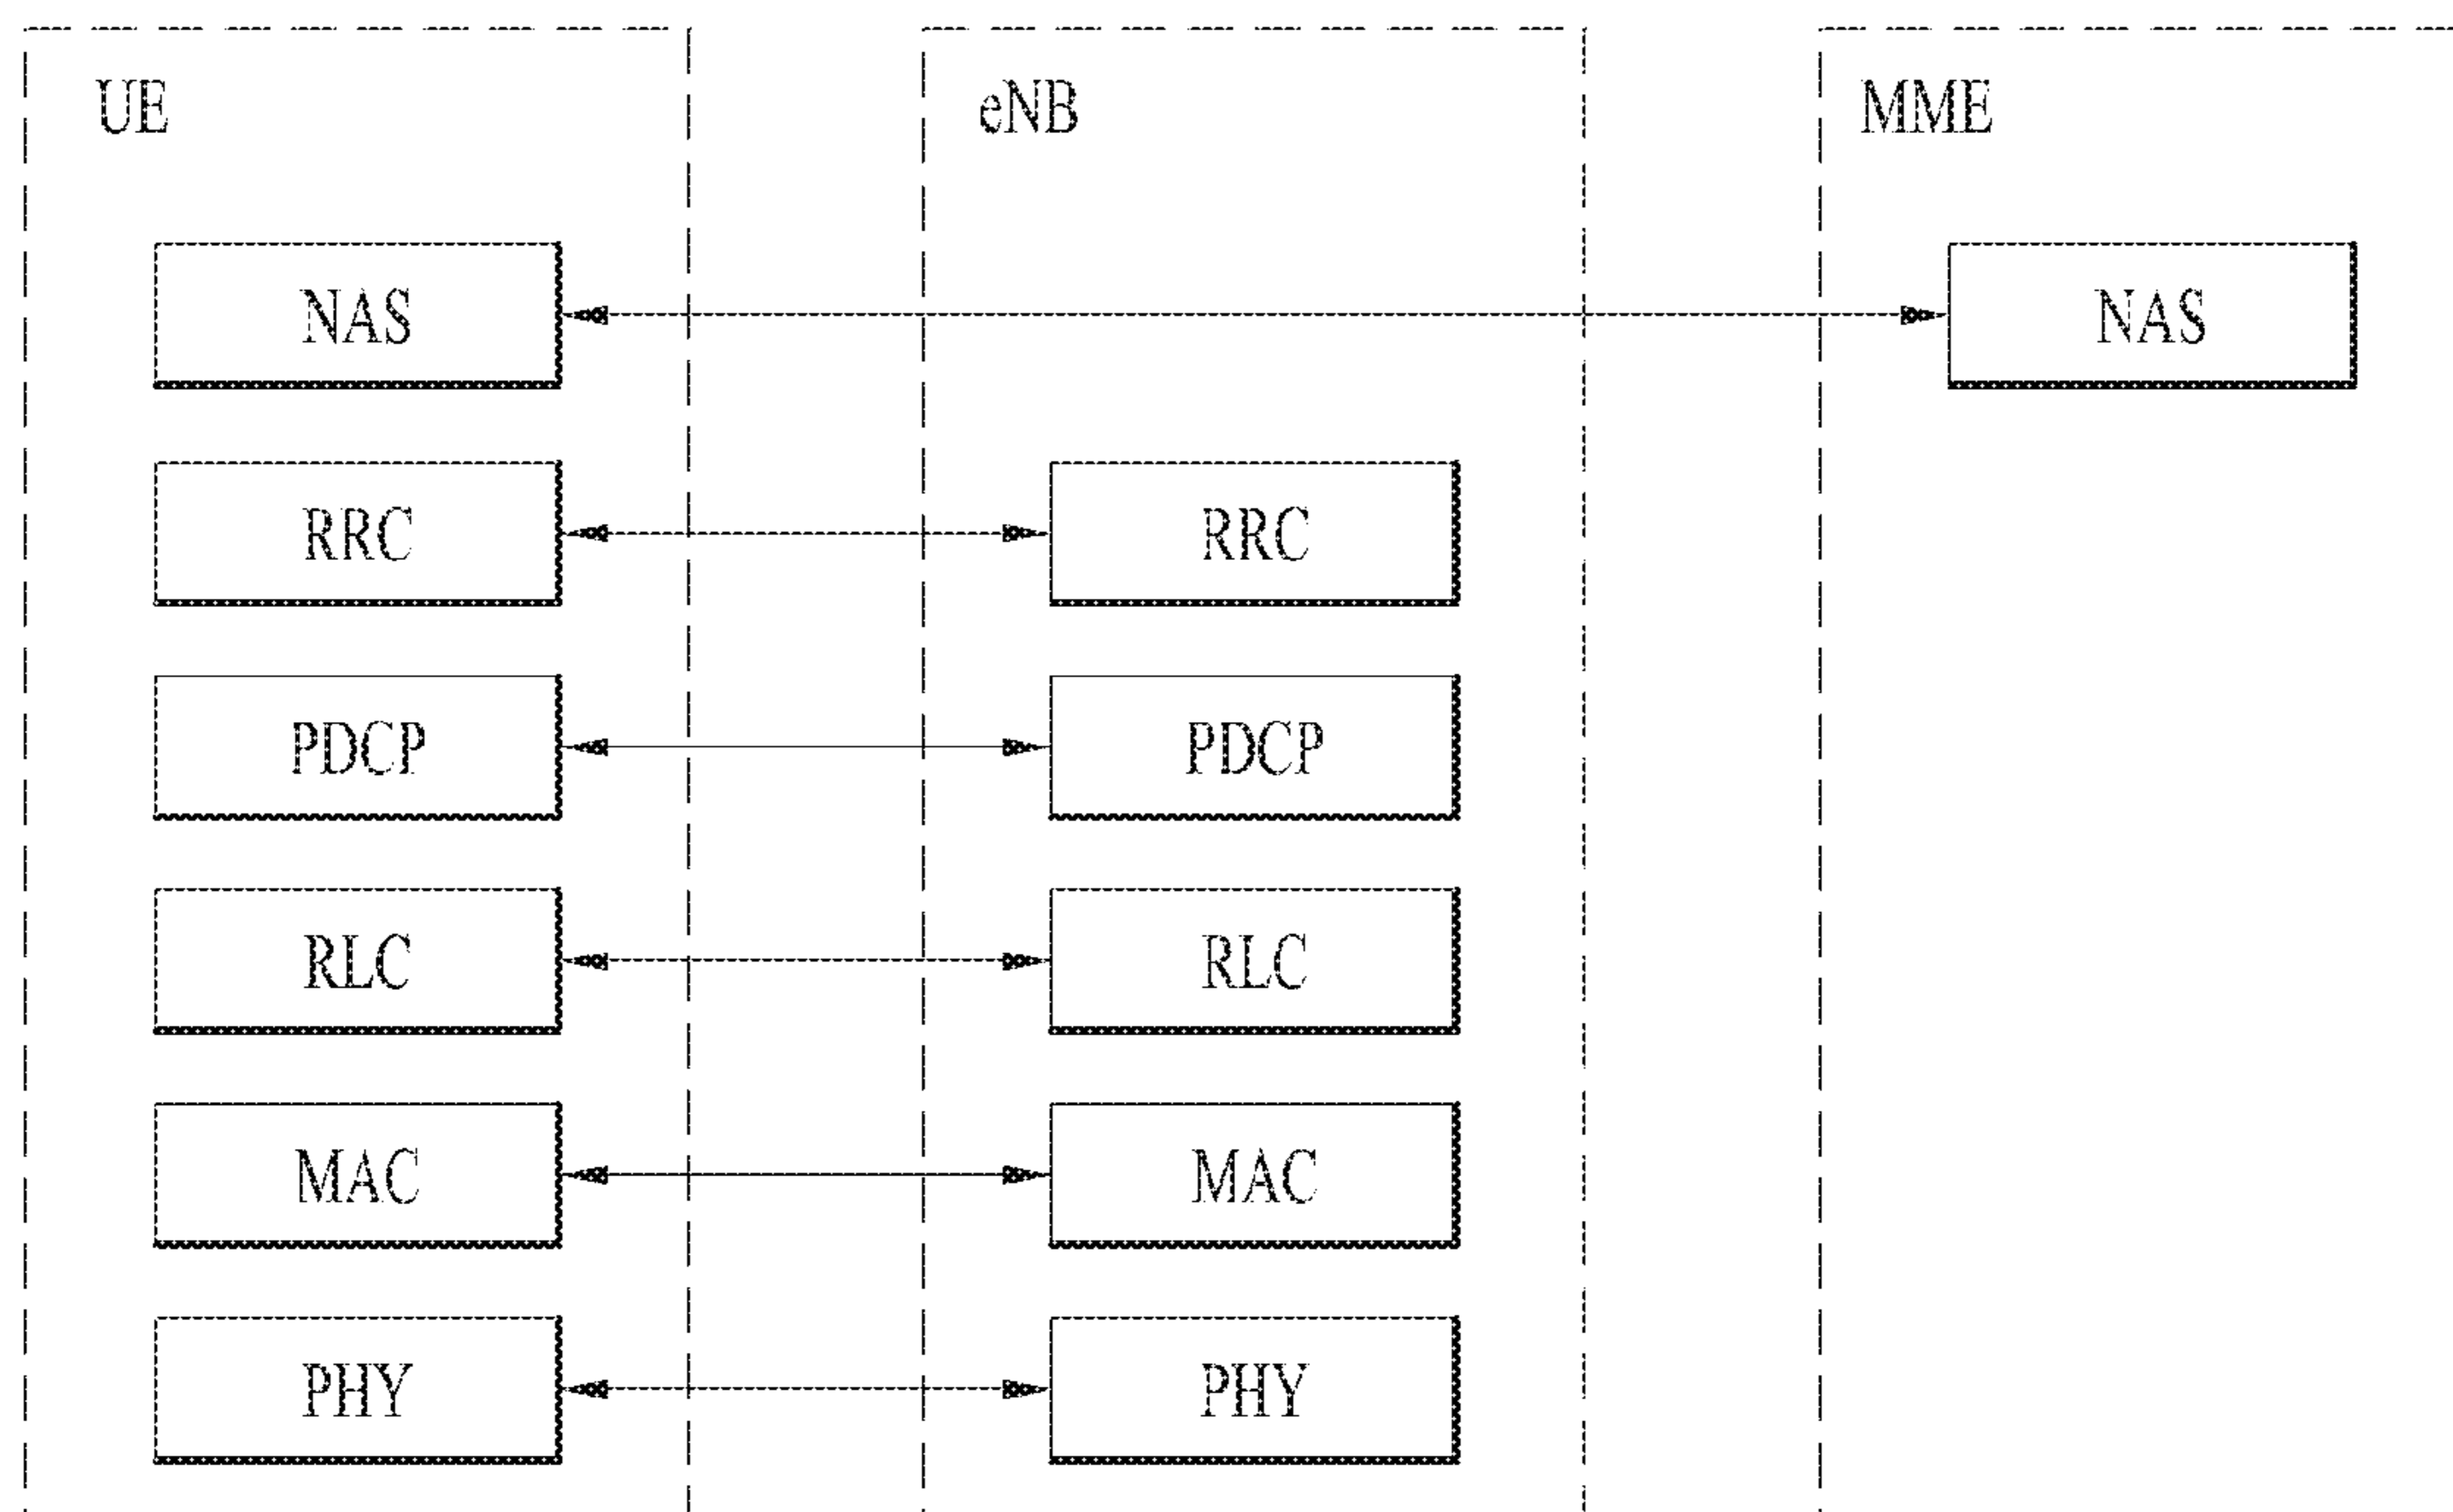 UE eNB MME
NAS NAS
RRC RRC
PDCP PDCP
RLC RLC
MAC MAC
PHY PHY